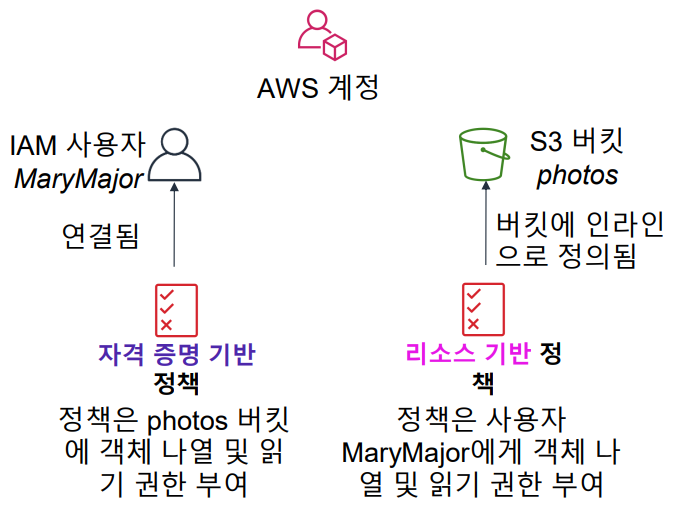 AWS 계정
IAM 사용자
MaryMajor
연결됨
자격 증명 기반
정책
정책은 photos 버킷
에 객체 나열 및 읽
기 권한 부여
S3 버킷
photos
버킷에 인라인
으로 정의됨
리소스 기반 정
책
정책은 사용자
MaryMajor에게 객체 나
열 및 읽기 권한 부여